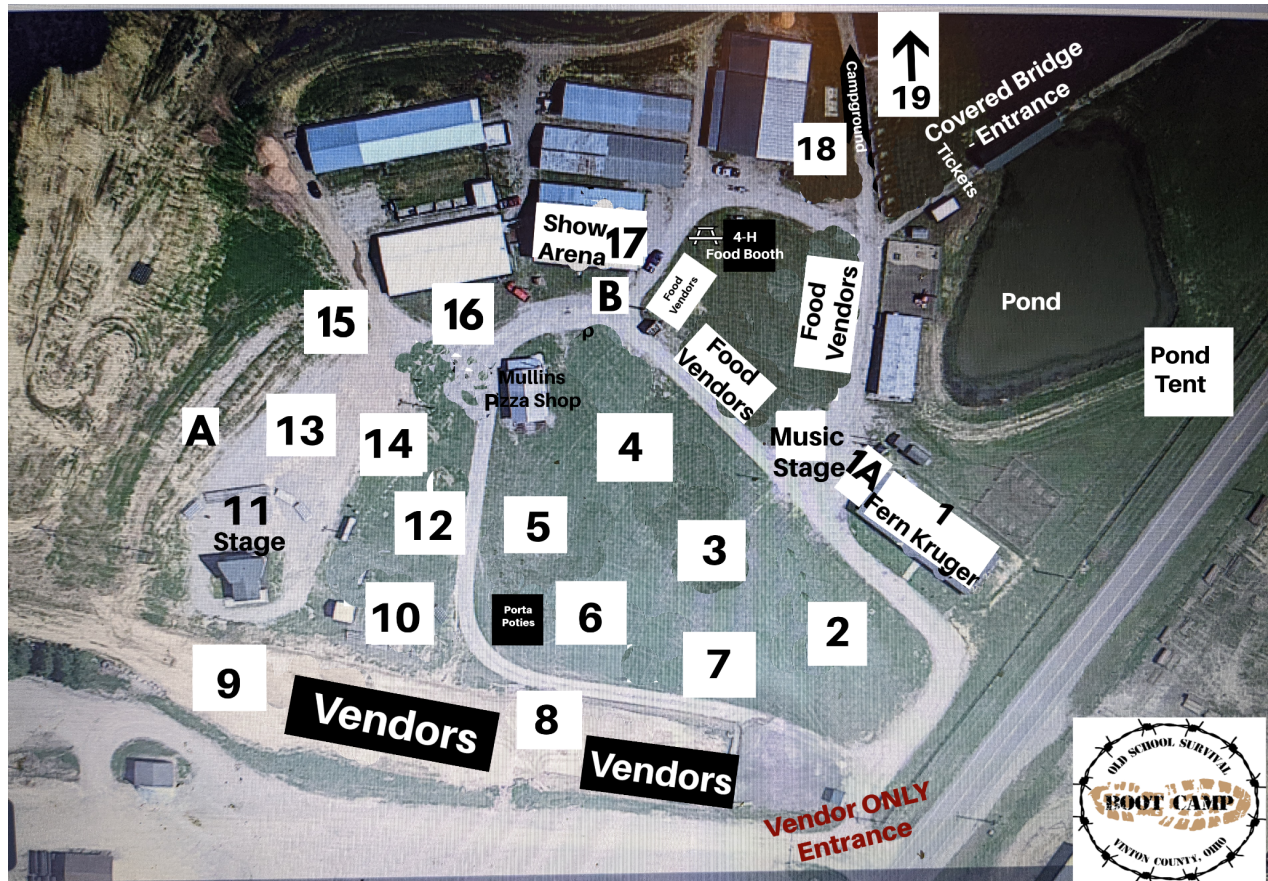 19
Covered Bridge
- Entrance
Tickets
Campground
18
Show
Arena
17
4-H
Food Booth
Food
Vendors
Food
Vendors
Food
Vendors
B
15
16
Pond
Pond
Tent
Mullins
Pizza Shop
A
13
14
4
Music
Stage
1A
1
Fern Kruger
11
Stage
12
5
3
10
Porta
Poties
6
2
7
9
Vendors
8
Vendors
Vendor ONLY
Entrance
OLD SCHOOL SURVIVAL
BOOT CAMP
VINTON COUNTY, OHIO